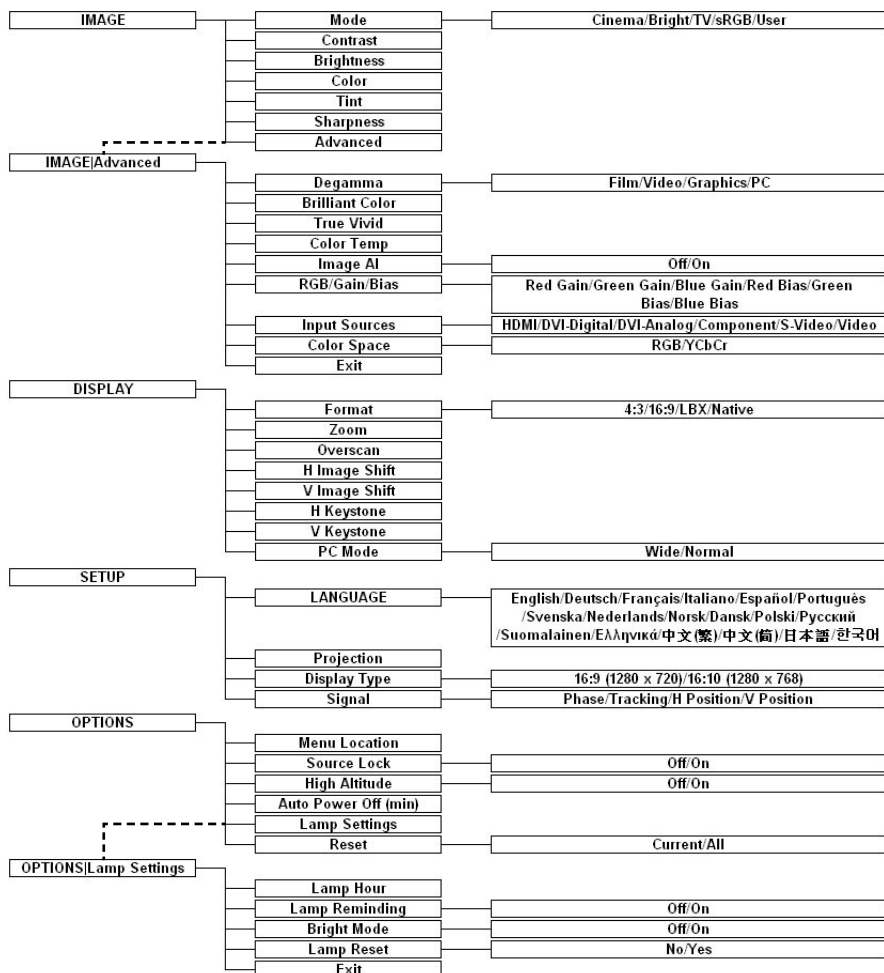 IMAGE
Mode
Cinema/Bright/TV/sRGB/User
Contrast
Brightness
Color
Tint
Sharpness
Advanced
IMAGE|Advanced
Degamma
Film/Video/Graphics/PC
Brilliant Color
True Vivid
Color Temp
Image AI
Off/On
RGB/Gain/Bias
Red Gain/Green Gain/Blue Gain/Red Bias/Green
Bias/Blue Bias
Input Sources
HDMI/DVI-Digital/DVI-Analog/Component/S-Video/Video
Color Space
RGB/YCbCr
Exit
DISPLAY
Format
4:3/16:9/LBX/Native
Zoom
Overscan
H Image Shift
V Image Shift
H Keystone
V Keystone
PC Mode
Wide/Normal
SETUP
LANGUAGE
English/Deutsch/Français/Italiano/Español/Português
/Svenska/Nederlands/Norsk/Dansk/Polski/Русский
/Suomalainen/Ελληνικά/中文(繁)/中文(简)/日本語/한국어
Projection
Display Type
16:9 (1280 x 720)/16:10 (1280 x 768)
Signal
Phase/Tracking/H Position/V Position
OPTIONS
Menu Location
Source Lock
Off/On
High Altitude
Off/On
Auto Power Off (min)
Lamp Settings
Reset
Current/All
OPTIONS|Lamp Settings
Lamp Hour
Lamp Reminding
Off/On
Bright Mode
Off/On
Lamp Reset
No/Yes
Exit